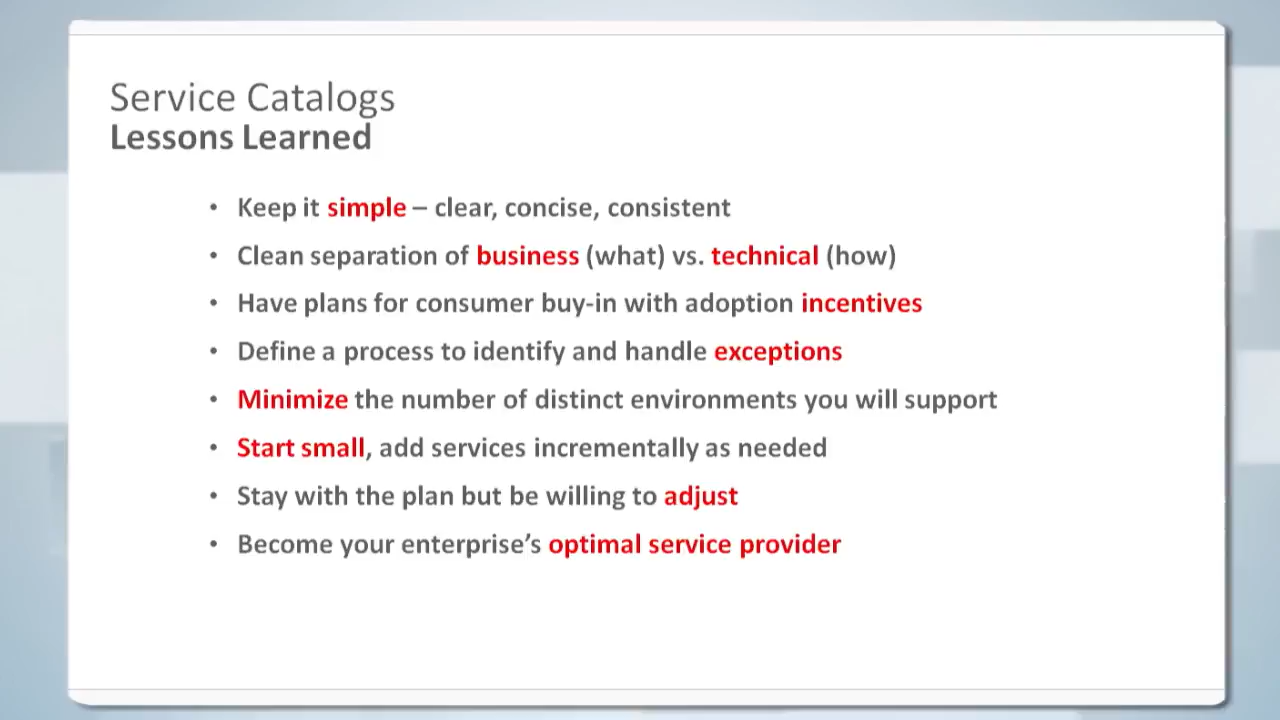 Service Catalogs
Lessons Learned
• Keep it simple – clear, concise, consistent
• Clean separation of business (what) vs. technical (how)
• Have plans for consumer buy-in with adoption incentives
• Define a process to identify and handle exceptions
• Minimize the number of distinct environments you will support
• Start small, add services incrementally as needed
• Stay with the plan but be willing to adjust
• Become your enterprise’s optimal service provider